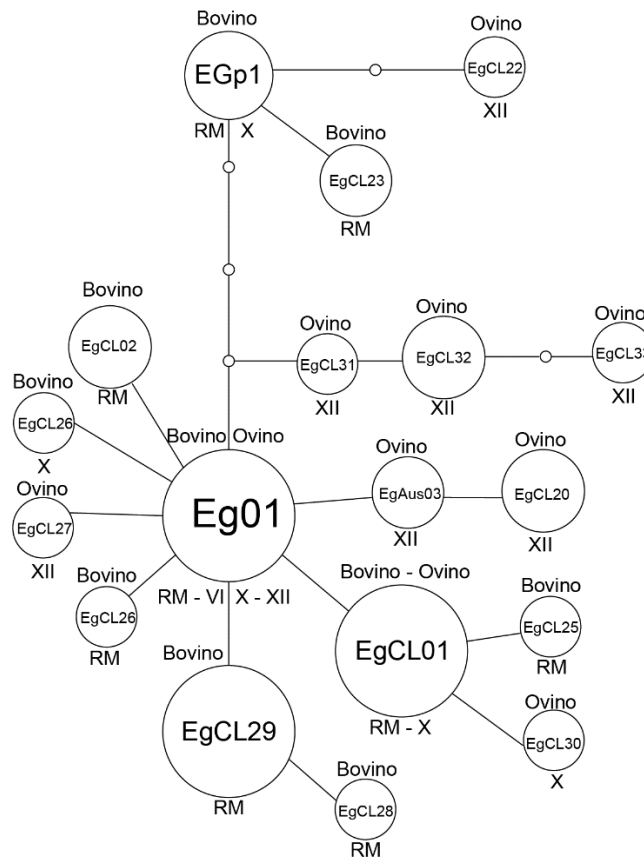 Bovino
EGp1
RM X
Ovino
EgCL22
XII
Bovino
EgCL23
RM
Ovino
EgCL31
XII
Ovino
EgCL32
XII
Ovino
EgCL33
XII
Bovino
EgCL02
RM
Bovino
EgCL26
X
Ovino
EgCL27
XII
Bovino
EgCL26
RM
Bovino Ovino
Eg01
RM - VI X - XII
Ovino
EgAus03
XII
Ovino
EgCL20
XII
Bovino - Ovino
EgCL01
RM - X
Bovino
EgCL25
RM
Ovino
EgCL30
X
Bovino
EgCL29
RM
Bovino
EgCL28
RM